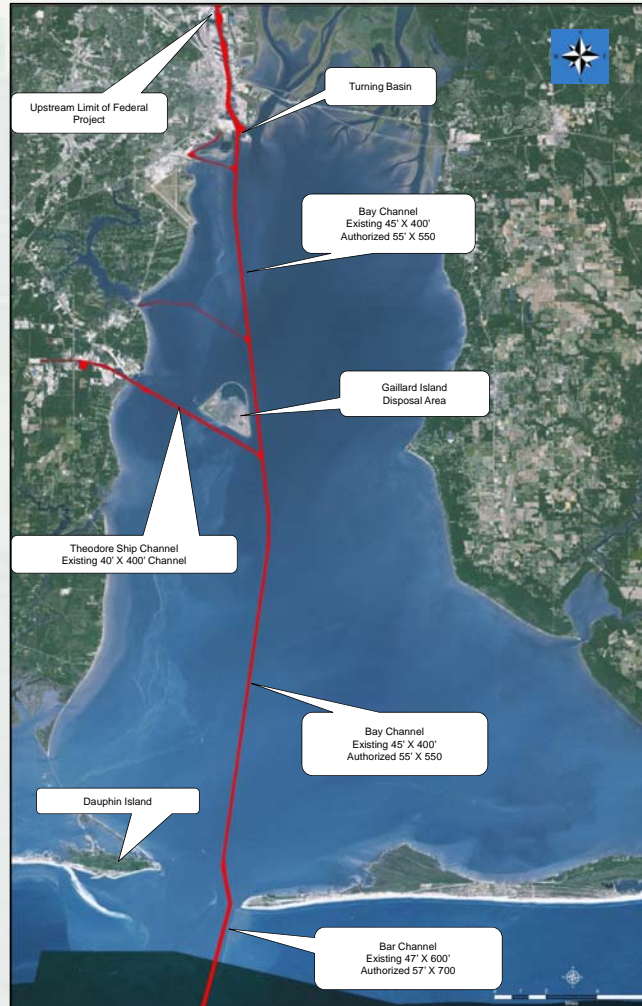 Upstream Limit of Federal
Project
Turning Basin
Bay Channel
Existing 45' X 400'
Authorized 55' X 550
Gaillard Island
Disposal Area
Theodore Ship Channel
Existing 40' X 400' Channel
Bay Channel
Existing 45' X 400'
Authorized 55' X 550
Dauphin Island
Bar Channel
Existing 47' X 600'
Authorized 57' X 700